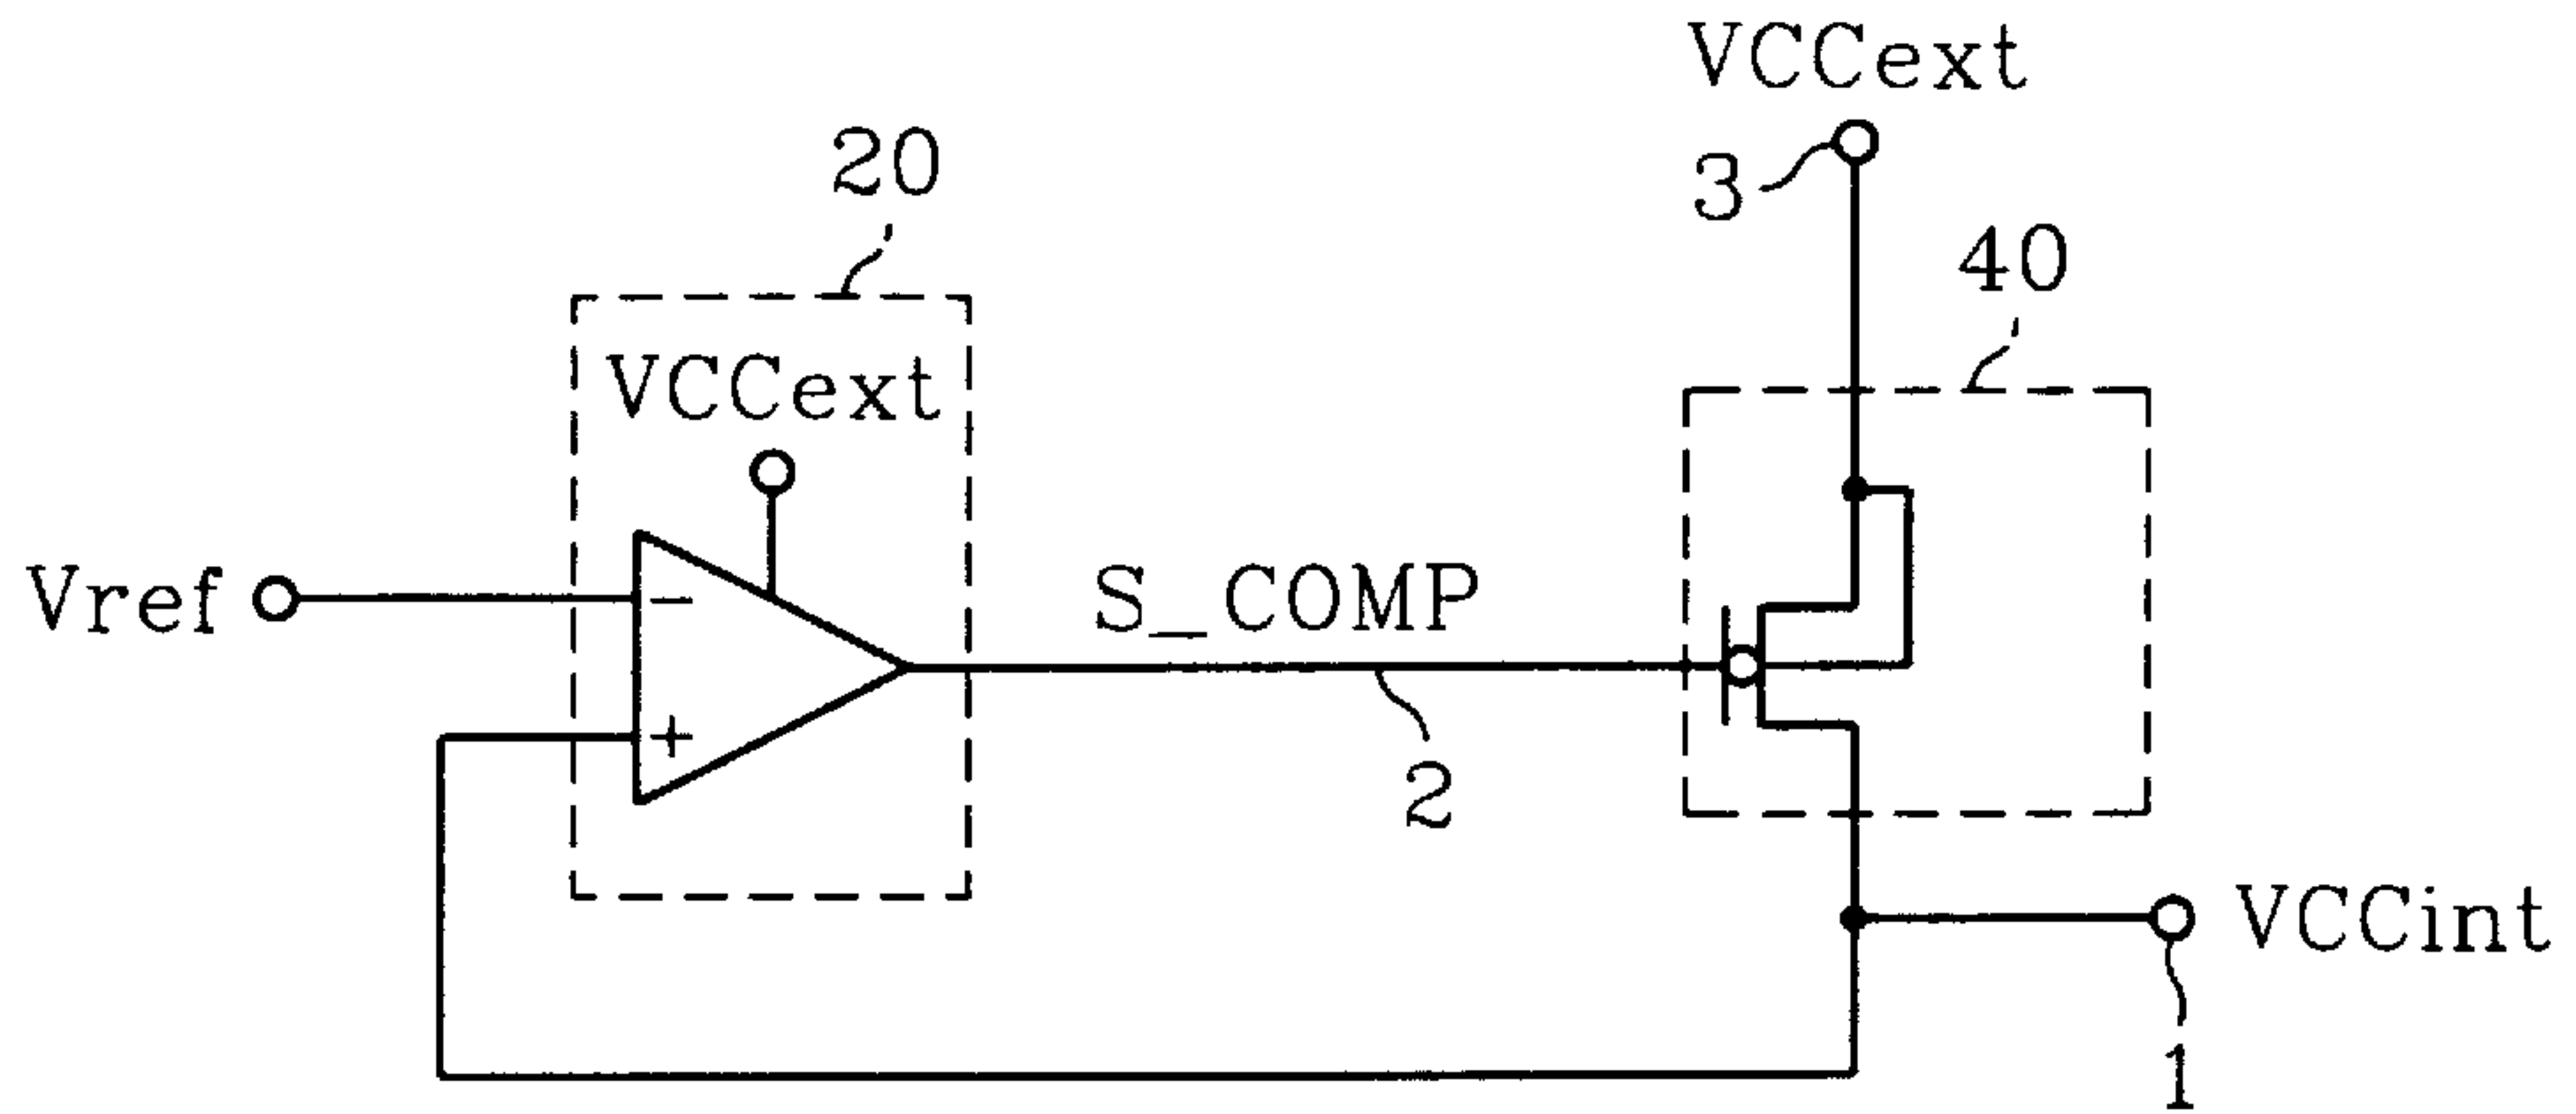 VCCext
3
20
40
VCCext
Vref
-
+
S_COMP
2
VCCint
1